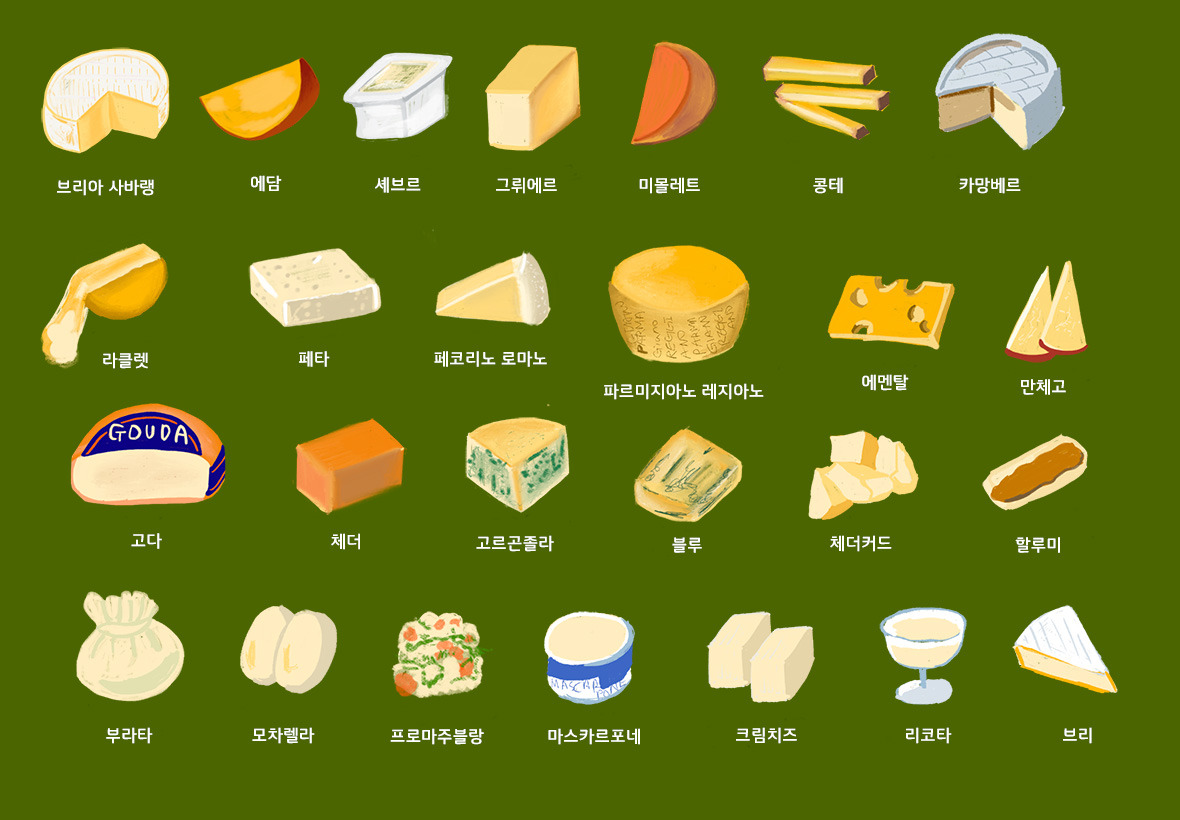 브리아 사바랭
에담
셰브르
그뤼에르
미몰레트
콩테
카망베르
라클렛
페타
페코리노 로마노
파르미지아노 레지아노
에멘탈
만체고
GOUDA
고다
체더
고르곤졸라
블루
체더커드
할루미
부라타
모차렐라
프로마주블랑
마스카르포네
크림치즈
리코타
브리